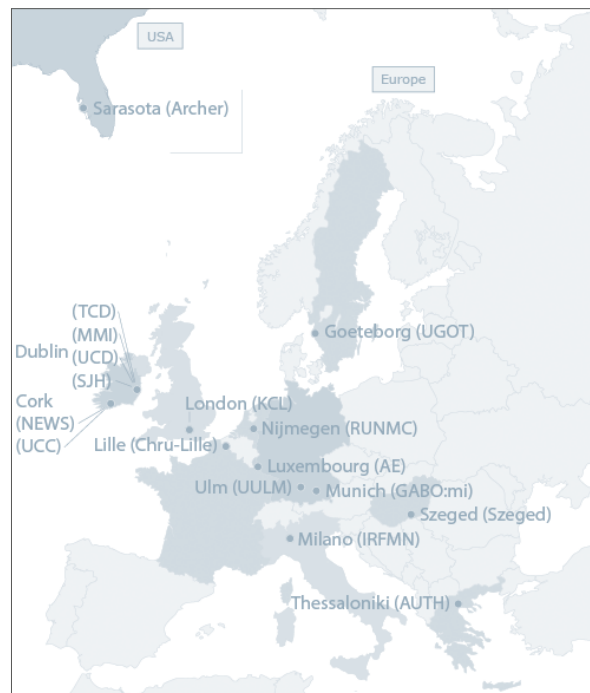 USA
Europe
Sarasota (Archer)
(TCD)
(MMI)
Dublin (UCD)
(SJH)
Goeteborg (UGOT)
Cork
(NEWS)
(UCC)
London (KCL)
Nijmegen (RUNMC)
Lille (Chru-Lille)
Luxembourg (AE)
Ulm (UULM)
Munich (GABO:mi)
Szeged (Szeged)
Milano (IRFMN)
Thessaloniki (AUTH)